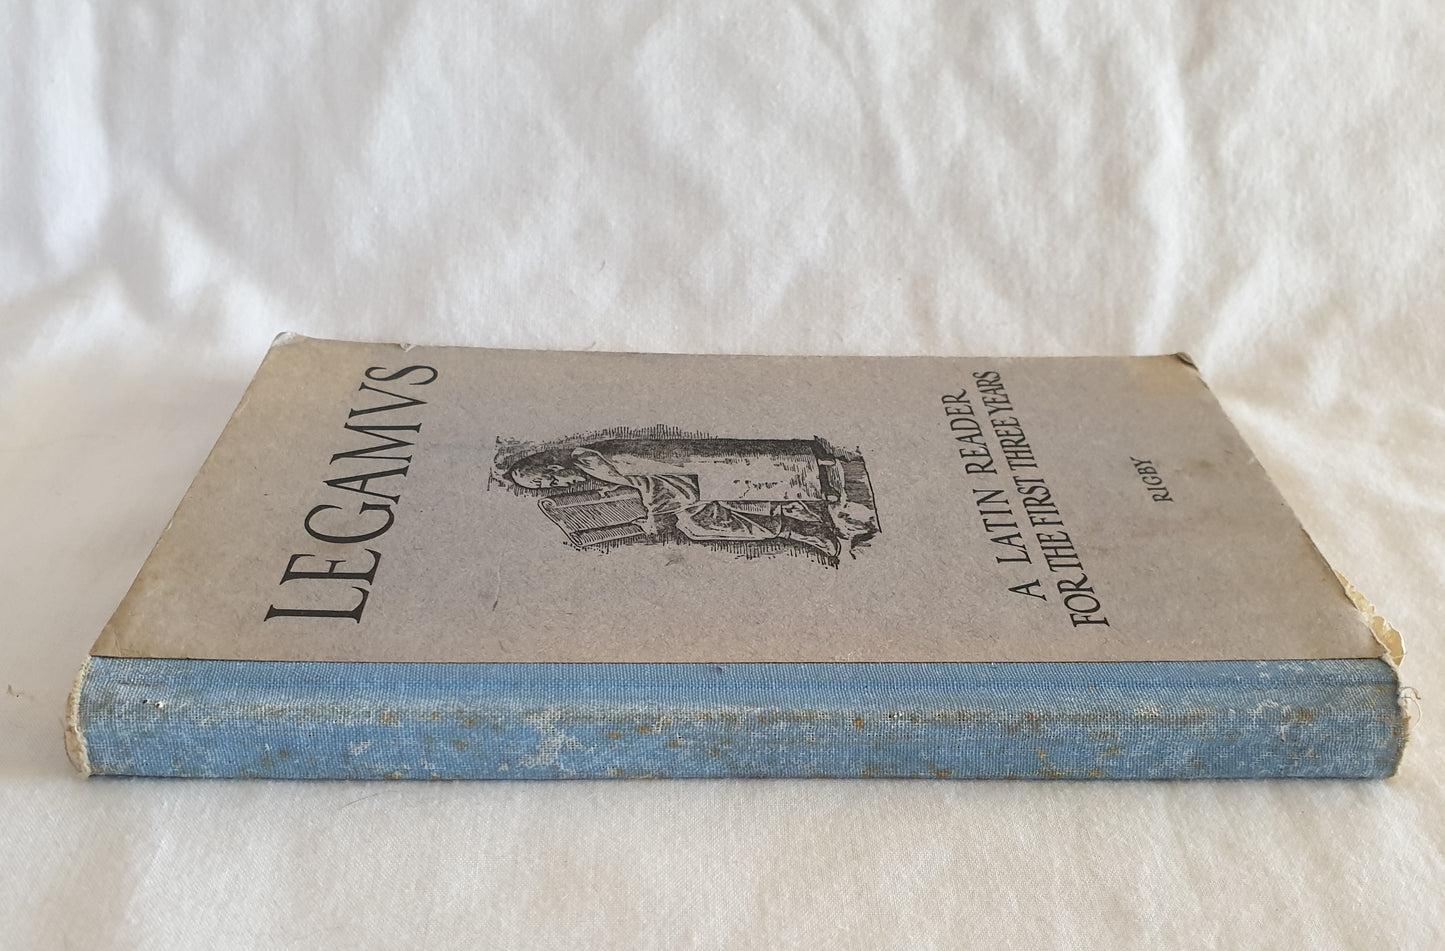 LEGAMVS
A LATIN READER
FOR THE FIRST THREE YEARS
RIGBY